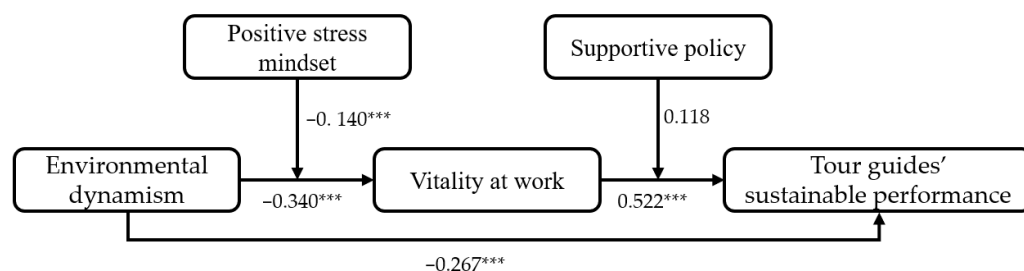 Positive stress
mindset
Supportive policy
−0. 140***
0.118
Environmental
dynamism
Vitality at work
Tour guides’
sustainable performance
−0.340***
0.522***
−0.267***